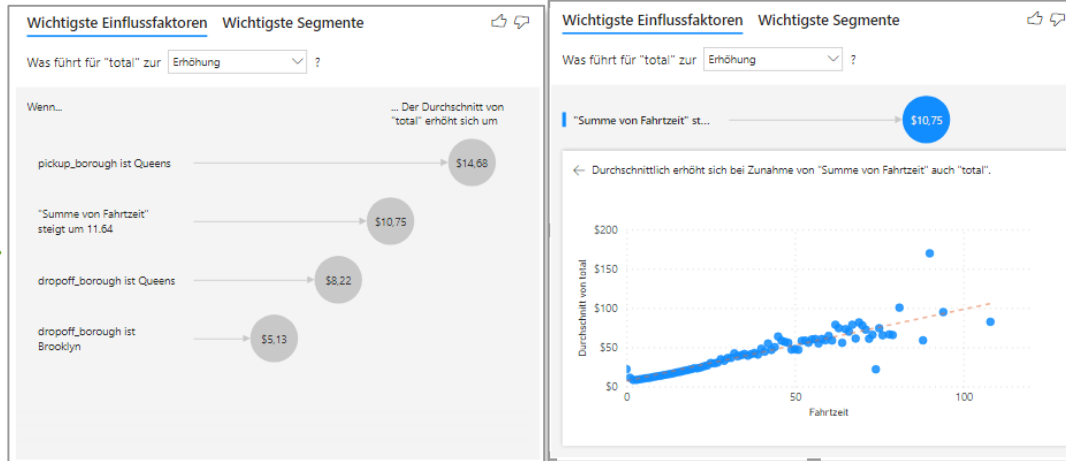 Wichtigste Einflussfaktoren Wichtigste Segmente
Was führt für "total" zur Erhöhung ?
Wenn...
... Der Durchschnitt von
"total" erhöht sich um
pickup_borough ist Queens
$14,68
"Summe von Fahrtzeit"
steigt um 11.64
$10,75
dropoff_borough ist Queens
$8,22
dropoff_borough ist
Brooklyn
$5,13
Wichtigste Einflussfaktoren Wichtigste Segmente
Was führt für "total" zur Erhöhung ?
"Summe von Fahrtzeit" st...
$10,75
Durchschnittlich erhöht sich bei Zunahme von "Summe von Fahrtzeit" auch "total".
Durchschnitt von total
$200
$150
$100
$50
$0
0 50 100
Fahrtzeit